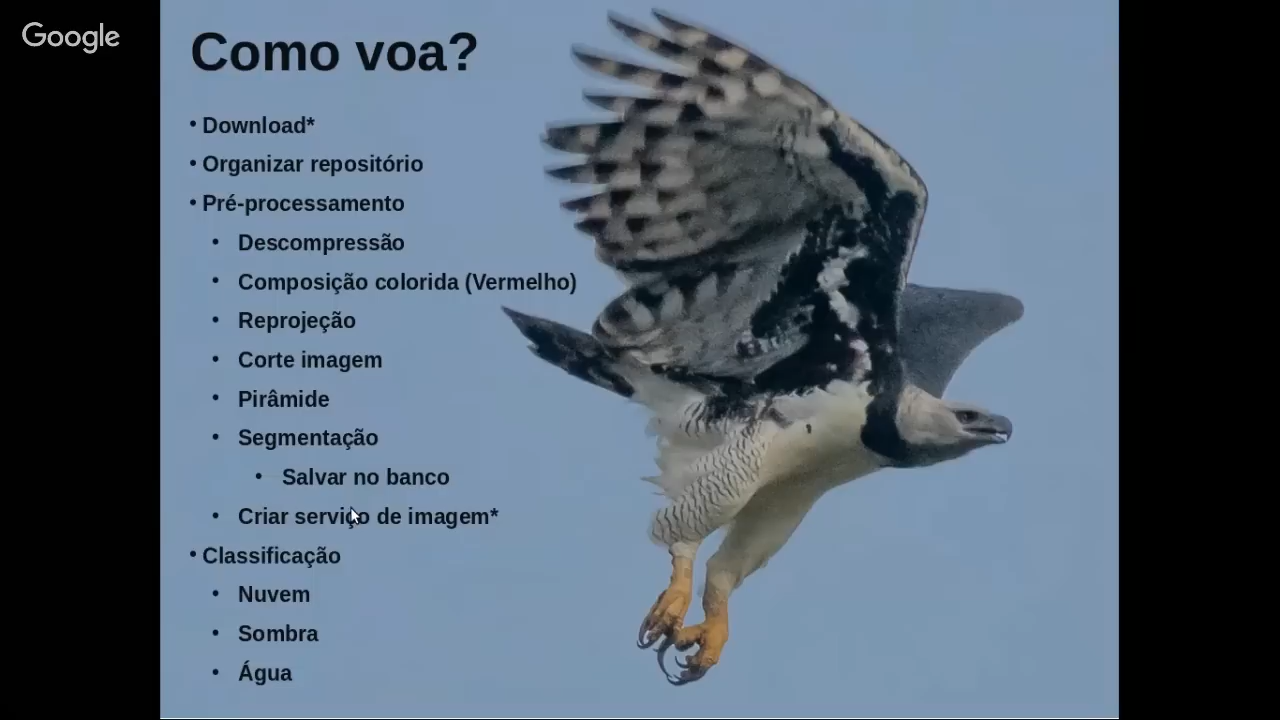 Google
Como voa?
• Download*
• Organizar repositório
• Pré-processamento
• Descompressão
• Composição colorida (Vermelho)
• Reprojeção
• Corte imagem
• Pirâmide
• Segmentação
• Salvar no banco
• Criar serviço de imagem*
• Classificação
• Nuvem
• Sombra
• Água